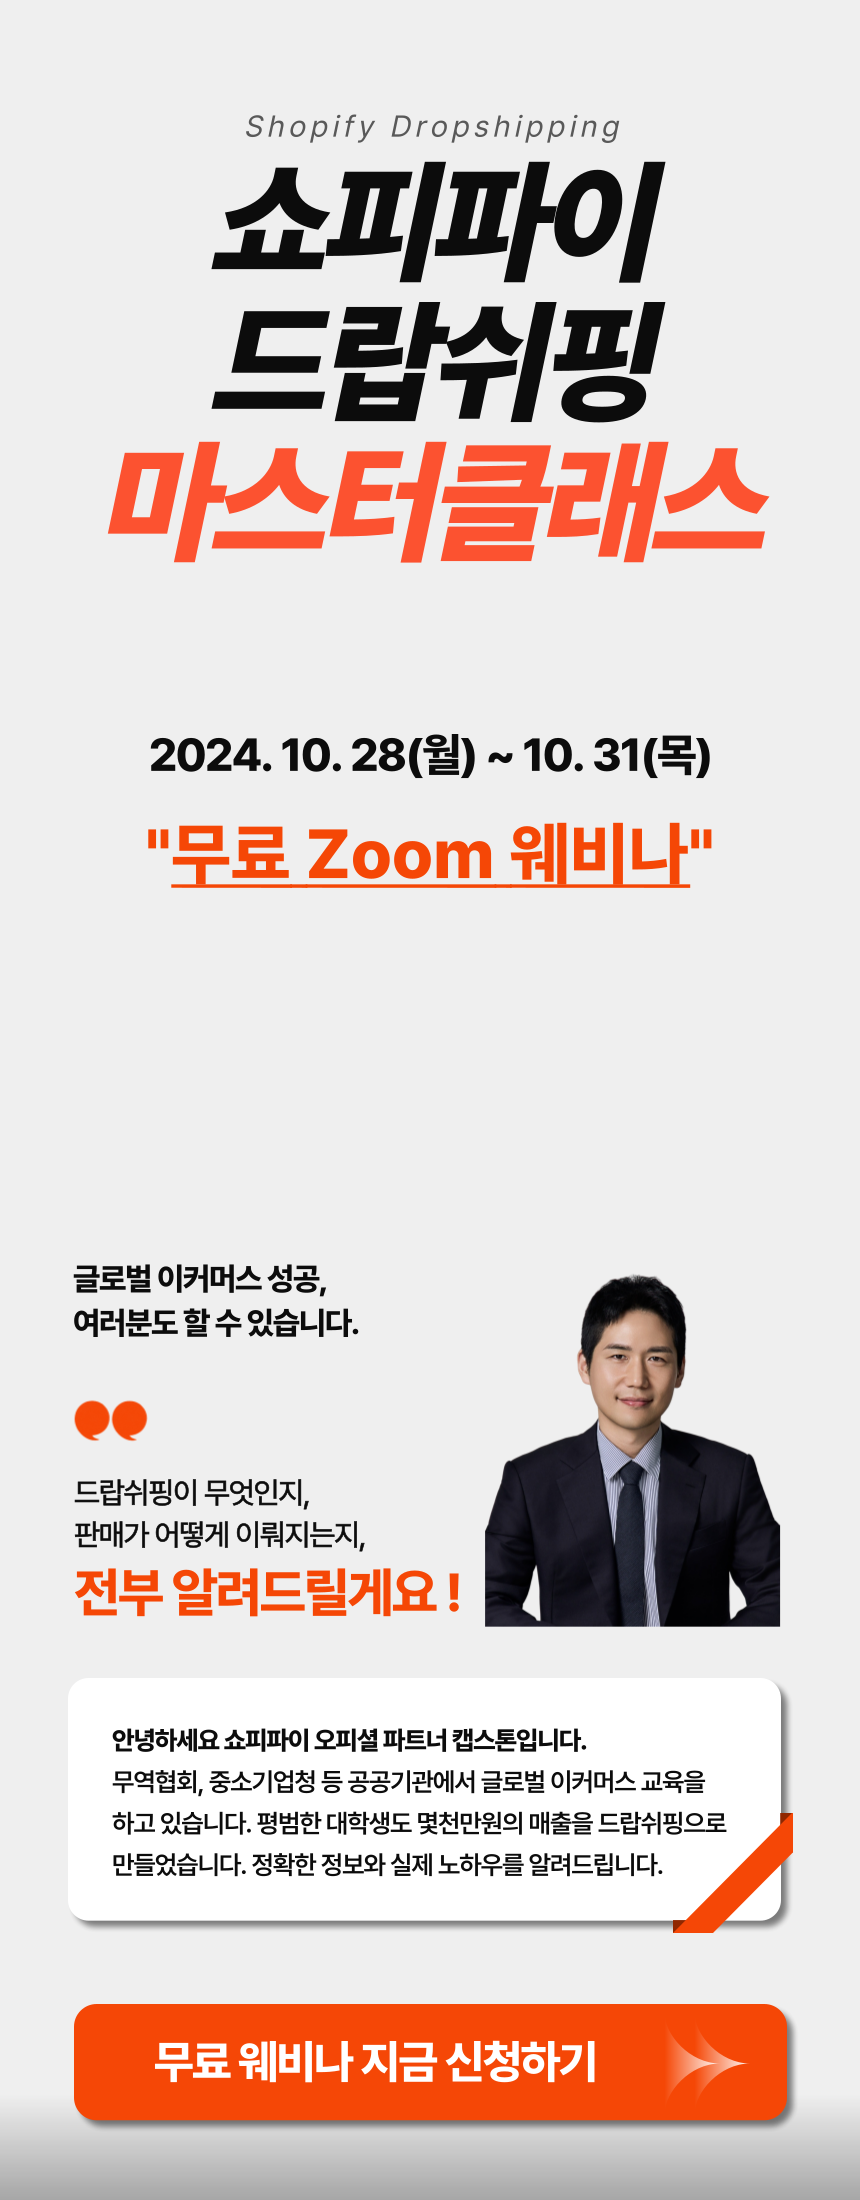 Shopify Dropshipping
쇼피파이
드랍쉬핑
마스터클래스
2024. 10. 28(월) ~ 10. 31(목)
"무료 Zoom 웨비나"
글로벌 이커머스 성공,
여러분도 할 수 있습니다.
드랍쉬핑이 무엇인지,
판매가 어떻게 이뤄지는지,
전부 알려드릴게요 !
안녕하세요 쇼피파이 오피셜 파트너 캡스톤입니다.
무역협회, 중소기업청 등 공공기관에서 글로벌 이커머스 교육을
하고 있습니다. 평범한 대학생도 몇천만원의 매출을 드랍쉬핑으로
만들었습니다. 정확한 정보와 실제 노하우를 알려드립니다.
무료 웨비나 지금 신청하기